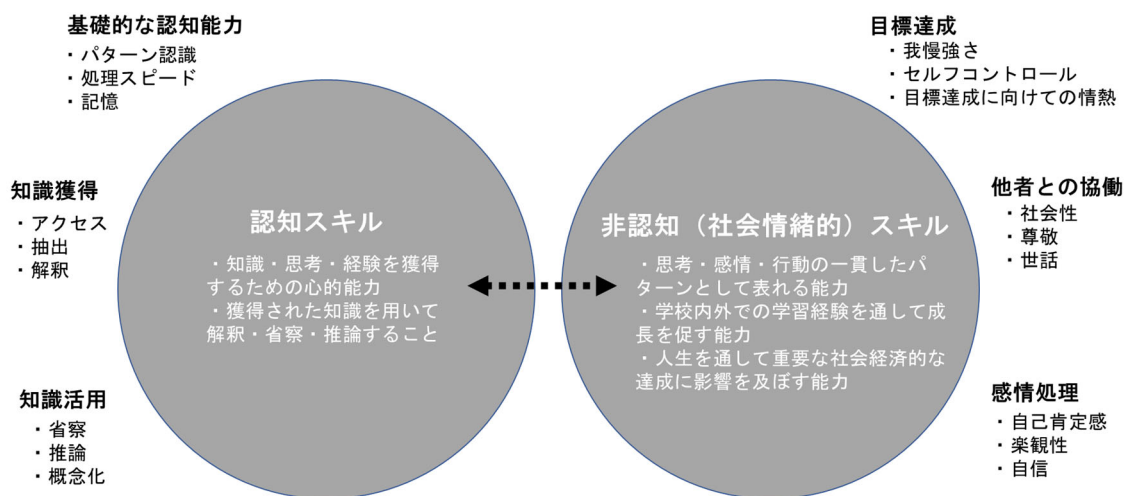 基礎的な認知能力
・パターン認識
・処理スピード
・記憶
知識獲得
・アクセス
・抽出
・解釈
知識活用
・省察
・推論
・概念化
認知スキル
・知識・思考・経験を獲得
するための心的能力
・獲得された知識を用いて
解釈・省察・推論すること
非認知（社会情緒的）スキル
・思考・感情・行動の一貫したパ
ターンとして表れる能力
・学校内外での学習経験を通して成
長を促す能力
・人生を通して重要な社会経済的な
達成に影響を及ぼす能力
目標達成
・我慢強さ
・セルフコントロール
・目標達成に向けての情熱
他者との協働
・社会性
・尊敬
・世話
感情処理
・自己肯定感
・楽観性
・自信